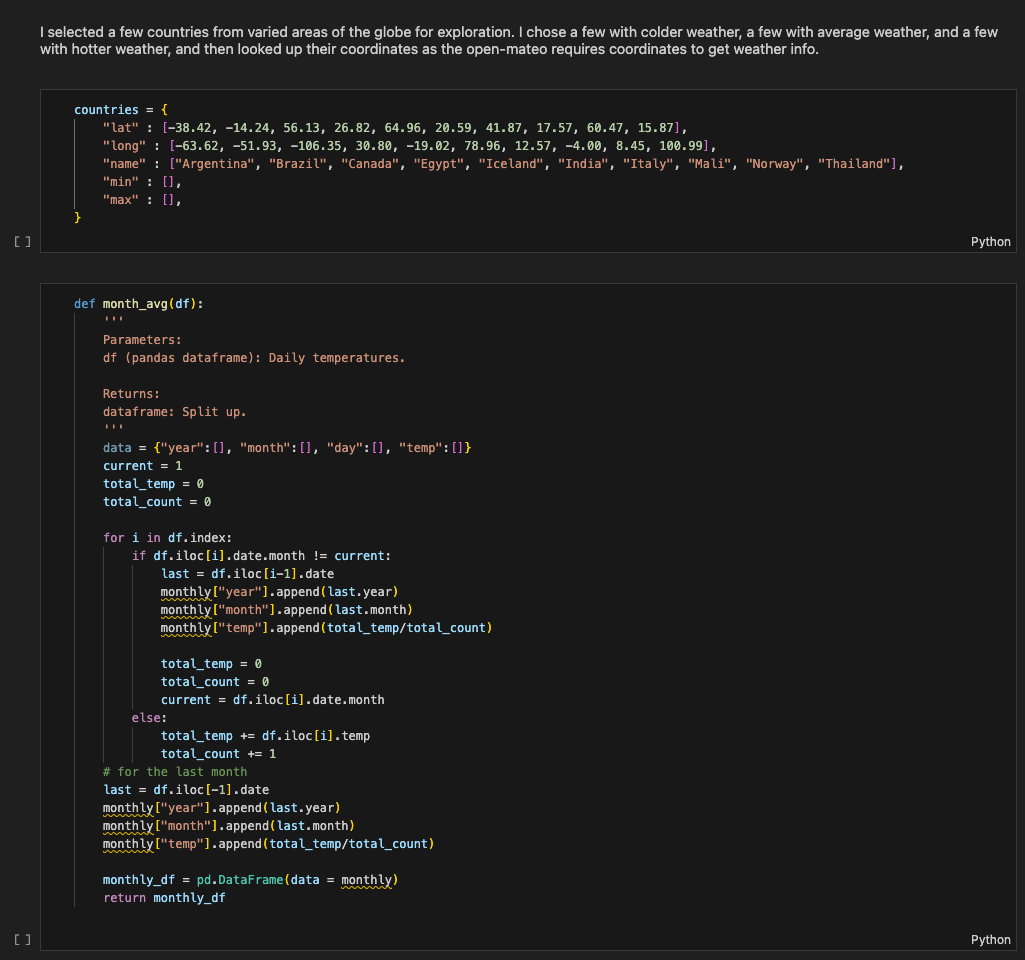 I selected a few countries from varied areas of the globe for exploration. I chose a few with colder weather, a few with average weather, and a few
with hotter weather, and then looked up their coordinates as the open-mateo requires coordinates to get weather info.
countries = {
    "lat" : [-38.42, -14.24, 56.13, 26.82, 64.96, 20.59, 41.87, 17.57, 60.47, 15.87],
    "long" : [-63.62, -51.93, -106.35, 30.80, -19.02, 78.96, 12.57, -4.00, 8.45, 100.99],
    "name" : ["Argentina", "Brazil", "Canada", "Egypt", "Iceland", "India", "Italy", "Mali", "Norway", "Thailand"],
    "min" : [],
    "max" : [],
}
[ ]
Python
def month_avg(df):
    '''
    Parameters:
    df (pandas dataframe): Daily temperatures.

    Returns:
    dataframe: Split up.
    '''
    data = {"year":[], "month":[], "day":[], "temp":[]}
    current = 1
    total_temp = 0
    total_count = 0

    for i in df.index:
        if df.iloc[i].date.month != current:
            last = df.iloc[i-1].date
            monthly["year"].append(last.year)
            monthly["month"].append(last.month)
            monthly["temp"].append(total_temp/total_count)

            total_temp = 0
            total_count = 0
            current = df.iloc[i].date.month
        else:
            total_temp += df.iloc[i].temp
            total_count += 1
    # for the last month
    last = df.iloc[-1].date
    monthly["year"].append(last.year)
    monthly["month"].append(last.month)
    monthly["temp"].append(total_temp/total_count)

    monthly_df = pd.DataFrame(data = monthly)
    return monthly_df
[ ]
Python